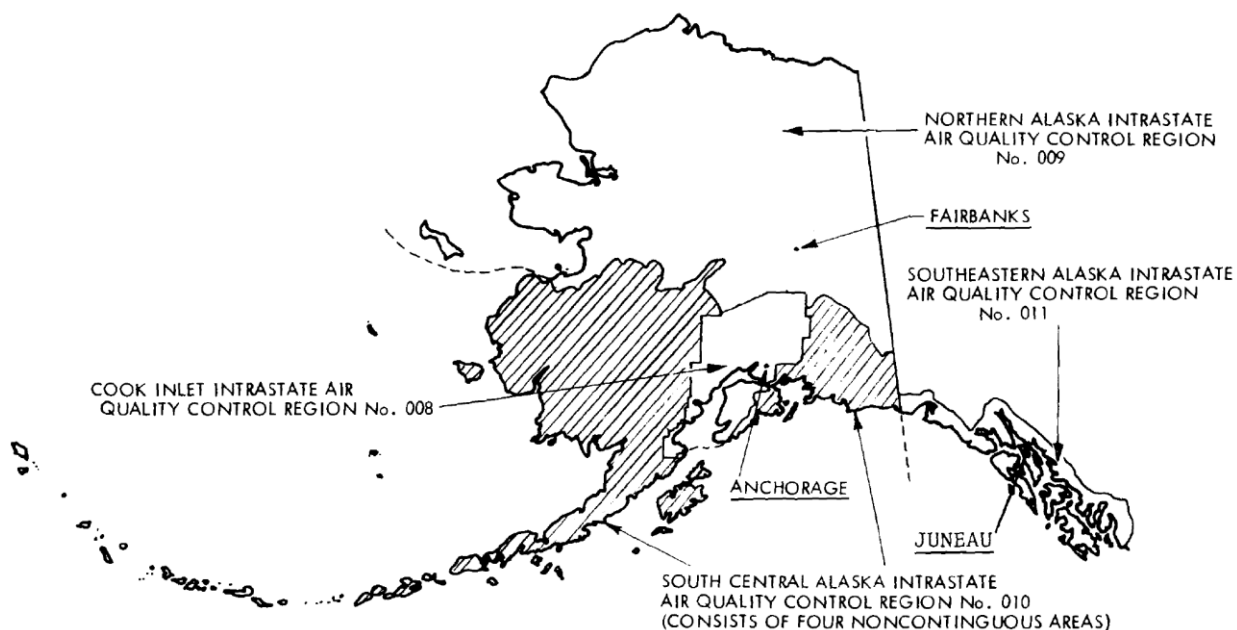 NORTHERN ALASKA INTRASTATE
AIR QUALITY CONTROL REGION
No. 009
FAIRBANKS
SOUTHEASTERN ALASKA INTRASTATE
AIR QUALITY CONTROL REGION
No. 011
COOK INLET INTRASTATE AIR
QUALITY CONTROL REGION No. 008
ANCHORAGE
JUNEAU
SOUTH CENTRAL ALASKA INTRASTATE
AIR QUALITY CONTROL REGION No. 010
(CONSISTS OF FOUR NONCONTIGUOUS AREAS)